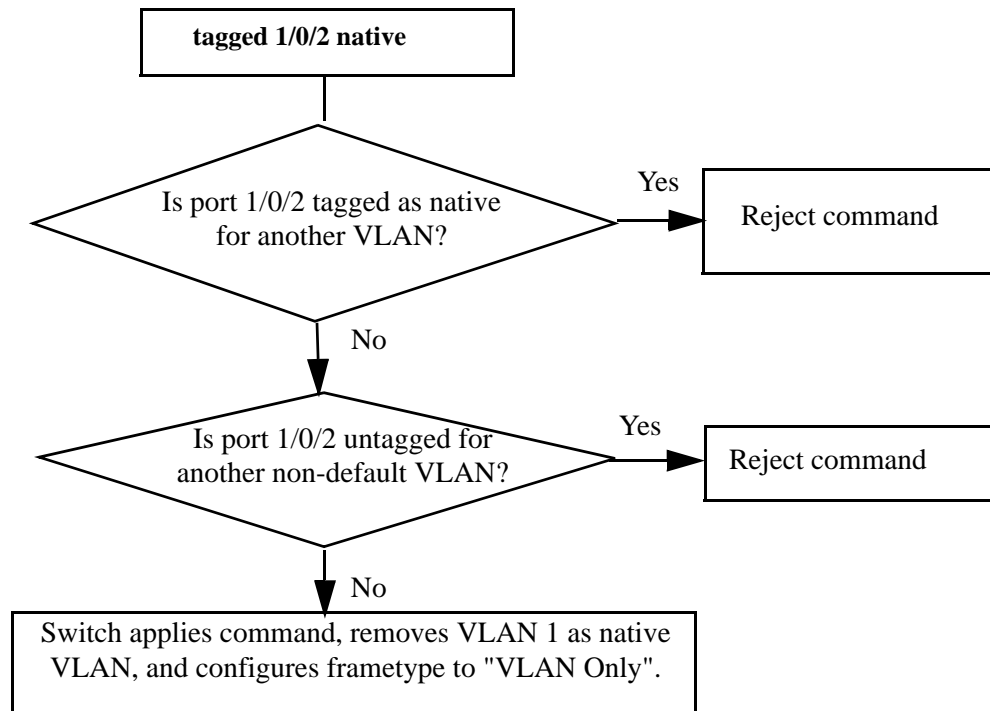 tagged 1/0/2 native
Is port 1/0/2 tagged as native
for another VLAN?
Yes
Reject command
No
Is port 1/0/2 untagged for
another non-default VLAN?
Yes
Reject command
No
Switch applies command, removes VLAN 1 as native
VLAN, and configures frametype to "VLAN Only".